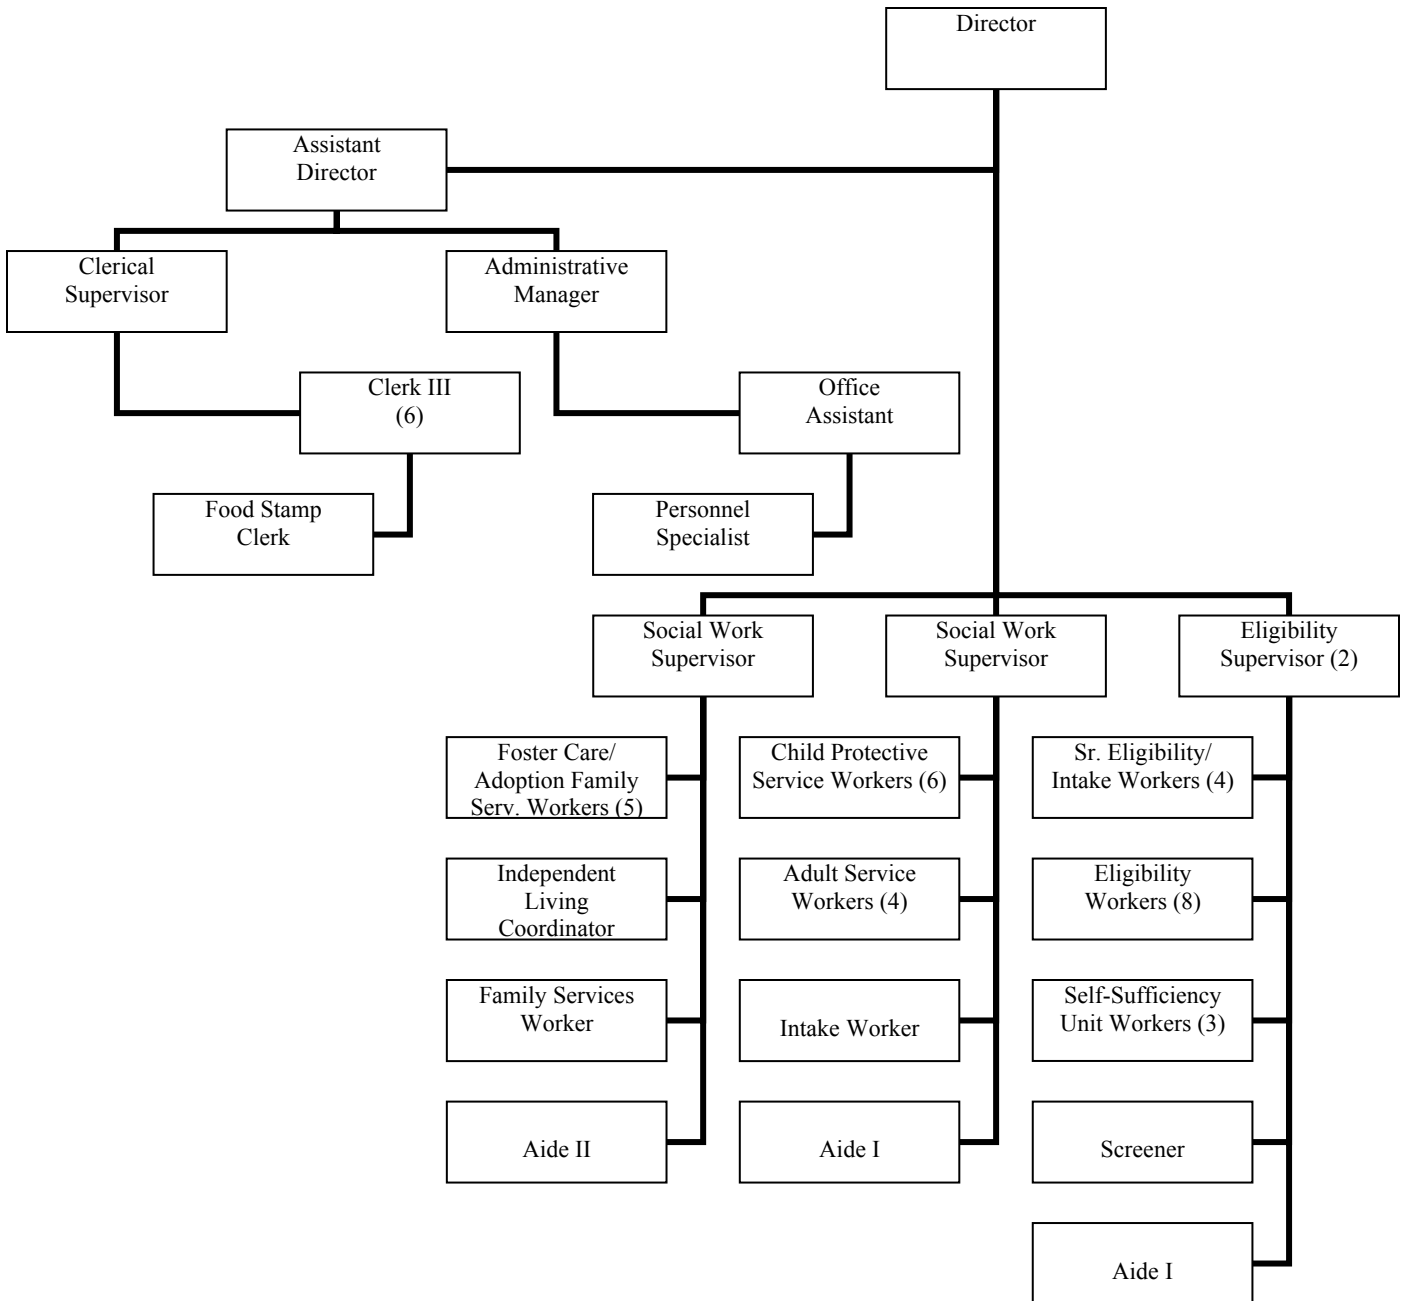 Director
Assistant
Director
Clerical
Supervisor
Administrative
Manager
Clerk III
(6)
Office
Assistant
Food Stamp
Clerk
Personnel
Specialist
Social Work
Supervisor
Social Work
Supervisor
Eligibility
Supervisor (2)
Foster Care/
Adoption Family
Serv. Workers (5)
Child Protective
Service Workers (6)
Sr. Eligibility/
Intake Workers (4)
Independent
Living
Coordinator
Adult Service
Workers (4)
Eligibility
Workers (8)
Family Services
Worker
Intake Worker
Self-Sufficiency
Unit Workers (3)
Aide II
Aide I
Screener
Aide I